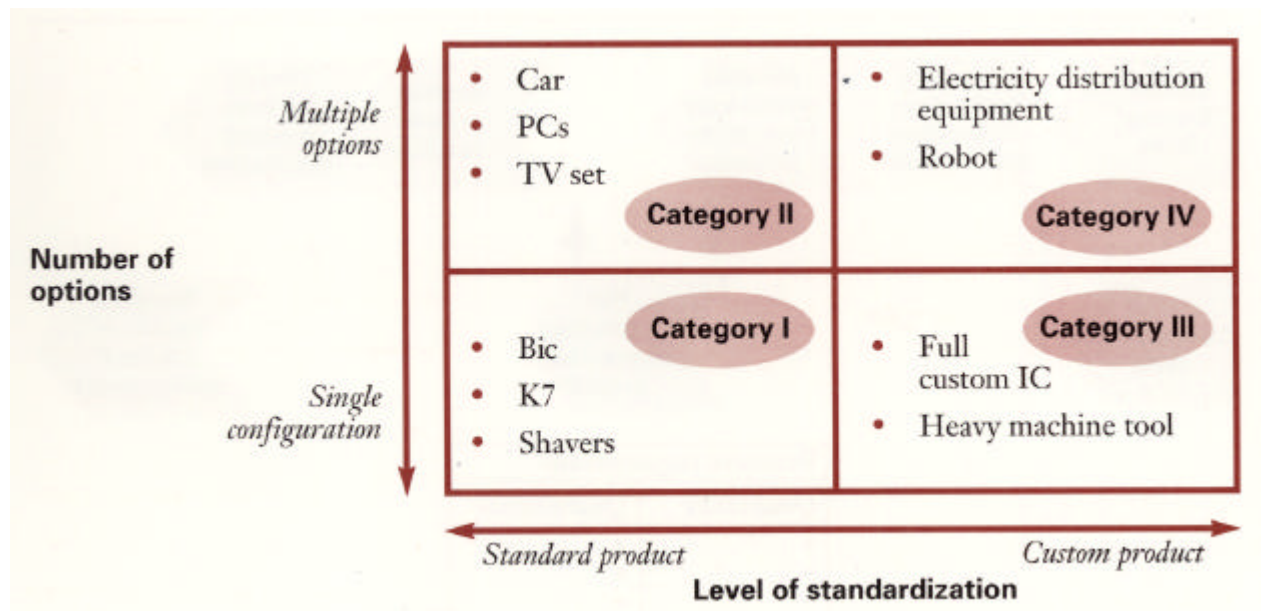 Multiple
options
Number of
options
Single
configuration
• Car
• PCs
• TV set
Category II
• Electricity distribution
equipment
• Robot
Category IV
Category I
• Bic
• K7
• Shavers
Category III
• Full
custom IC
• Heavy machine tool
Standard product
Custom product
Level of standardization